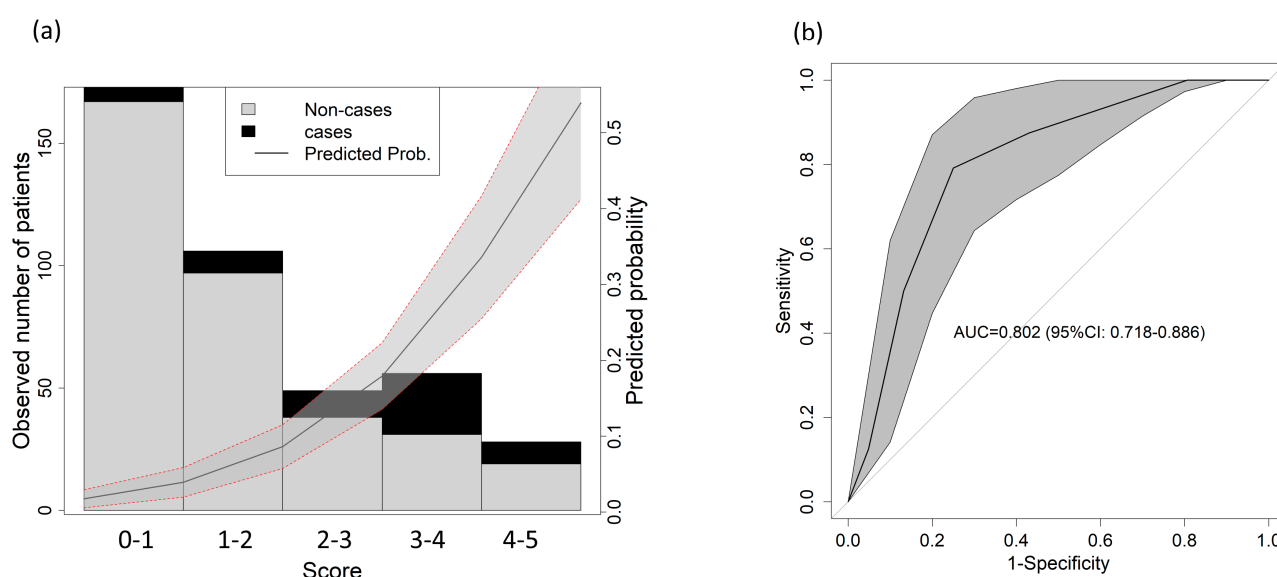 (a)
Non-cases
cases
Predicted Prob.
Observed number of patients
0
50
100
150
Predicted probability
0.0
0.1
0.2
0.3
0.4
0.5
0-1 1-2 2-3 3-4 4-5
Score
(b)
Sensitivity
0.0
0.2
0.4
0.6
0.8
1.0
AUC=0.802 (95%CI: 0.718-0.886)
0.0 0.2 0.4 0.6 0.8 1.0
1-Specificity